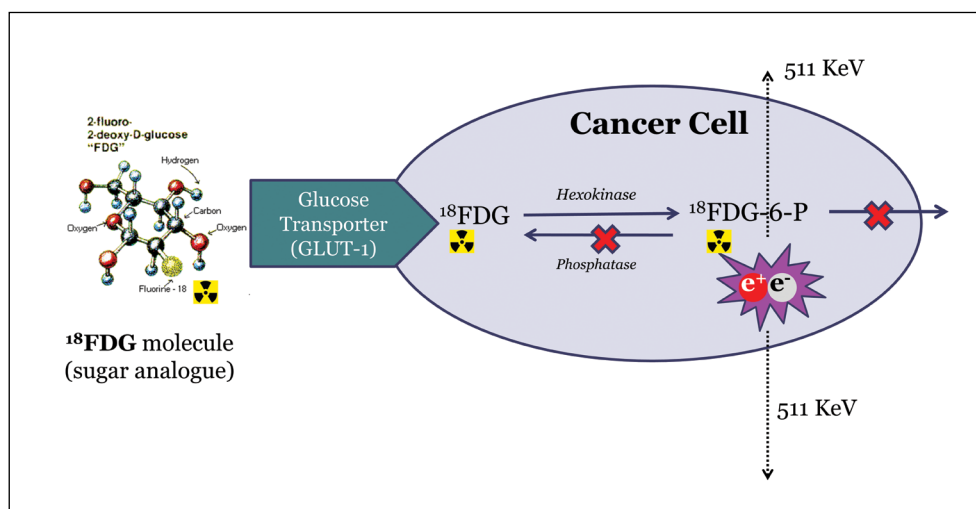 2-fluoro-
2-deoxy-D-glucose
"FDG"
Hydrogen
Carbon
Oxygen
Oxygen
Fluorine - 18
¹⁸FDG molecule
(sugar analogue)
Glucose
Transporter
(GLUT-1)
Cancer Cell
¹⁸FDG
Hexokinase
Phosphatase
¹⁸FDG-6-P
e⁺ e⁻
511 KeV
511 KeV